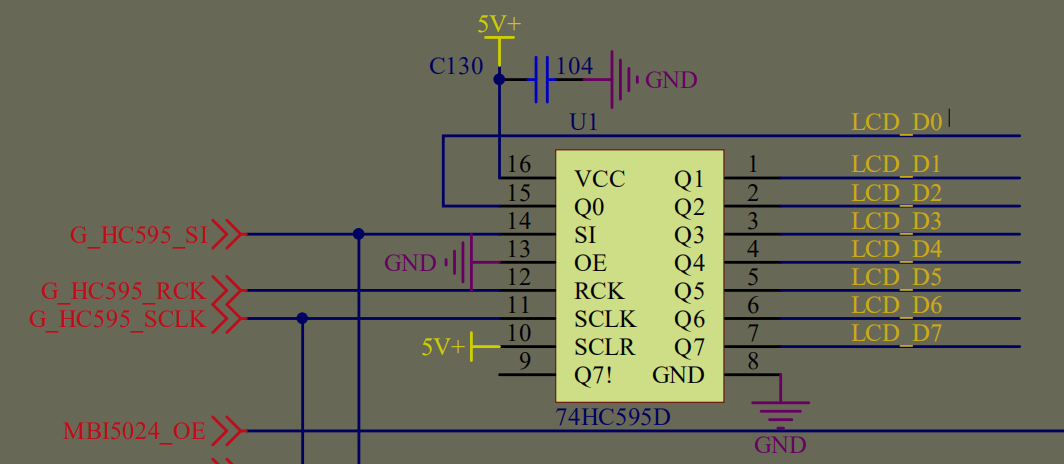 5V+
C130 104 GND
U1 LCD_D0
16 VCC Q1 1 LCD_D1
15 Q0 Q2 2 LCD_D2
G_HC595_SI 14 SI Q3 3 LCD_D3
GND 13 OE Q4 4 LCD_D4
G_HC595_RCK 12 RCK Q5 5 LCD_D5
G_HC595_SCLK 11 SCLK Q6 6 LCD_D6
5V+ 10 SCLR Q7 7 LCD_D7
9 Q7! GND 8
74HC595D
MBI5024_OE
GND